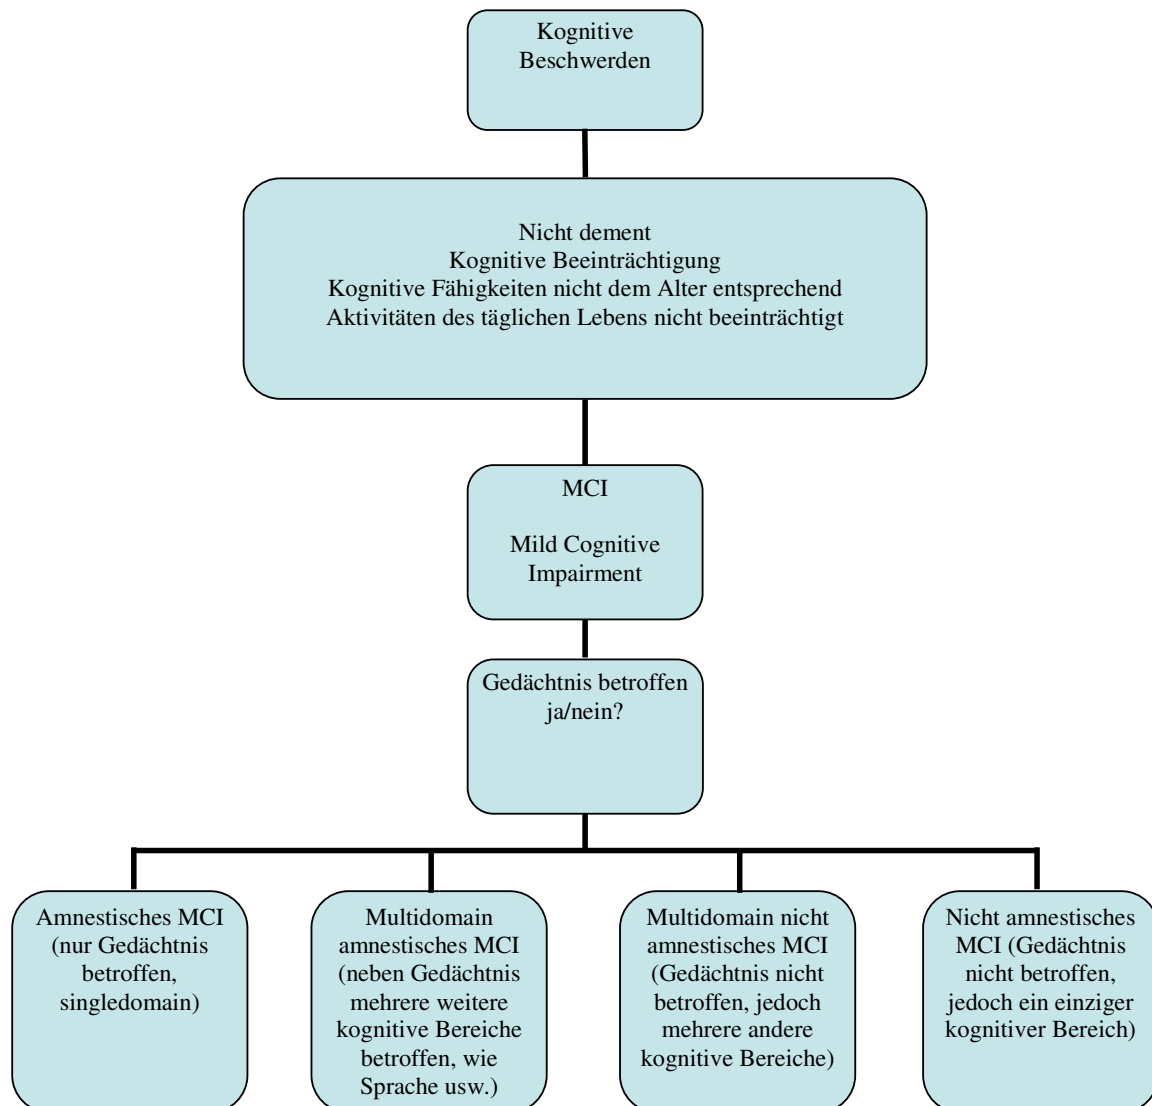 Kognitive
Beschwerden
Nicht dement
Kognitive Beeinträchtigung
Kognitive Fähigkeiten nicht dem Alter entsprechend
Aktivitäten des täglichen Lebens nicht beeinträchtigt
MCI
Mild Cognitive
Impairment
Gedächtnis betroffen
ja/nein?
Amnestisches MCI
(nur Gedächtnis
betroffen,
singledomain)
Multidomain
amnestisches MCI
(neben Gedächtnis
mehrere weitere
kognitive Bereiche
betroffen, wie
Sprache usw.)
Multidomain nicht
amnestisches MCI
(Gedächtnis nicht
betroffen, jedoch
mehrere andere
kognitive Bereiche)
Nicht amnestisches
MCI (Gedächtnis
nicht betroffen,
jedoch ein einziger
kognitiver Bereich)